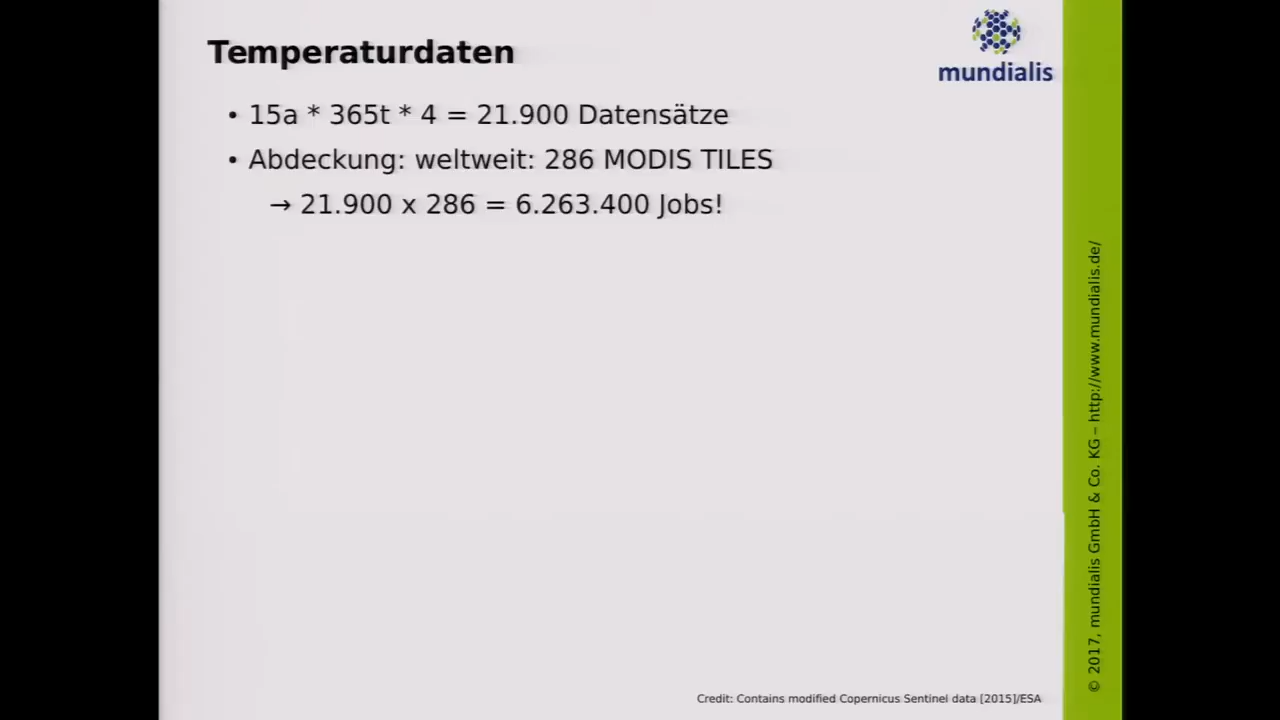 Temperaturdaten
mundialis
• 15a * 365t * 4 = 21.900 Datensätze
• Abdeckung: weltweit: 286 MODIS TILES
→ 21.900 x 286 = 6.263.400 Jobs!
© 2017, mundialis GmbH & Co. KG – http://www.mundialis.de/
Credit: Contains modified Copernicus Sentinel data [2015]/ESA